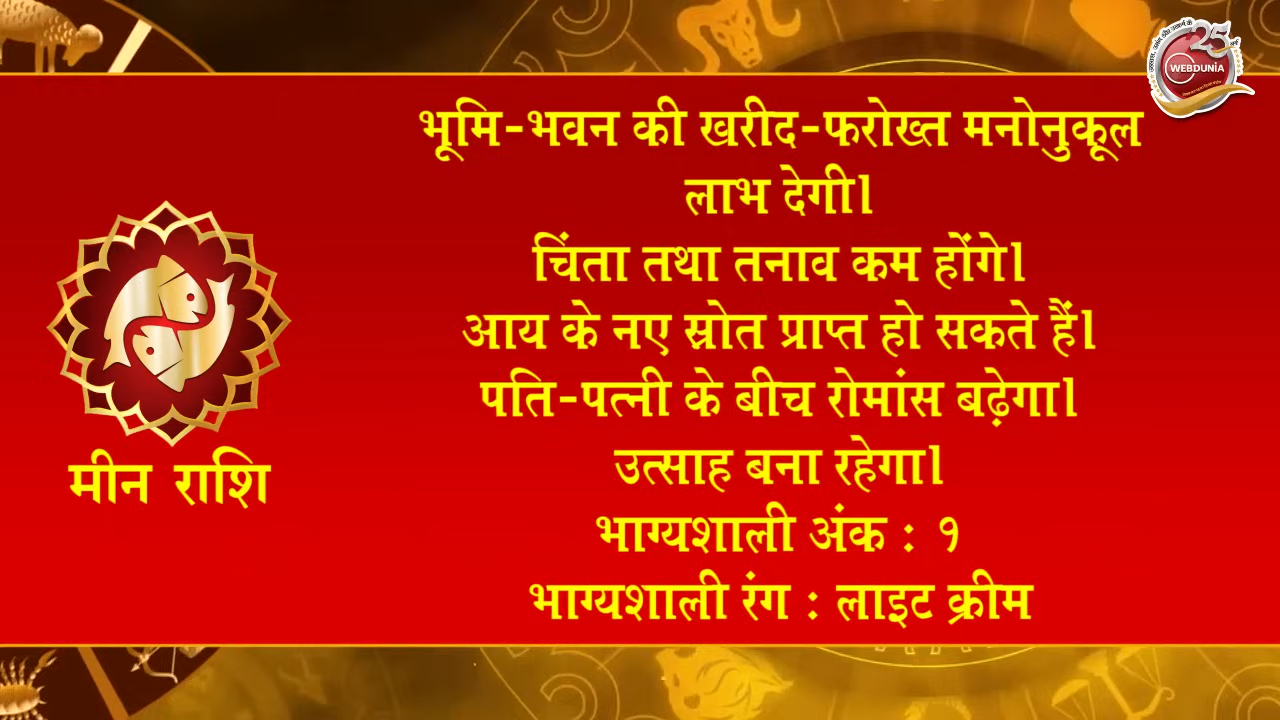 भूमि-भवन की खरीद-फरोख्त मनोनुकूल
लाभ देगी।
चिंता तथा तनाव कम होंगे।
आय के नए स्रोत प्राप्त हो सकते हैं।
पति-पत्नी के बीच रोमांस बढ़ेगा।
उत्साह बना रहेगा।
भाग्यशाली अंक : १
भाग्यशाली रंग : लाइट क्रीम
मीन राशि
25
WEBDUNIA